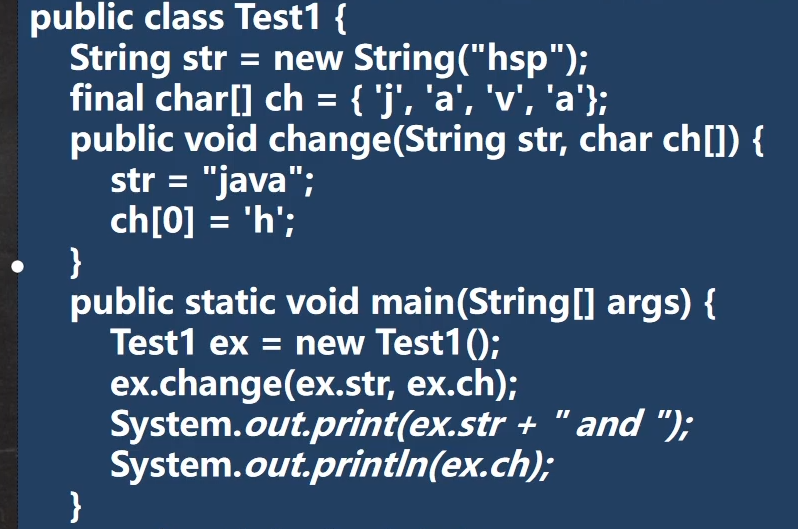 public class Test1 {
String str = new String("hsp");
final char[] ch = { 'j', 'a', 'v', 'a'};
public void change(String str, char ch[]) {
str = "java";
ch[0] = 'h';
}
public static void main(String[] args) {
Test1 ex = new Test1();
ex.change(ex.str, ex.ch);
System.out.print(ex.str + " and ");
System.out.println(ex.ch);
}